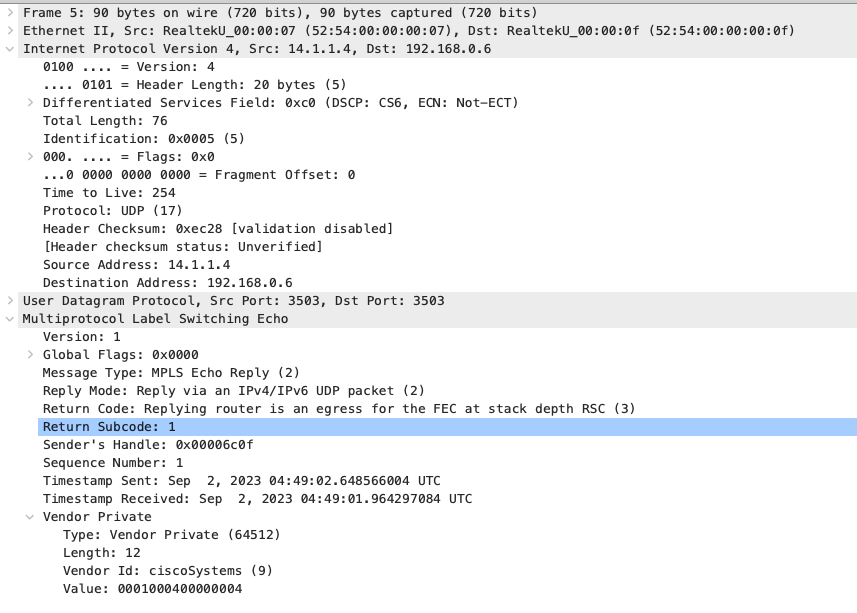 Frame 5: 90 bytes on wire (720 bits), 90 bytes captured (720 bits)
Ethernet II, Src: RealtekU_00:00:07 (52:54:00:00:00:07), Dst: RealtekU_00:00:0f (52:54:00:00:00:0f)
Internet Protocol Version 4, Src: 14.1.1.4, Dst: 192.168.0.6
0100 .... = Version: 4
.... 0101 = Header Length: 20 bytes (5)
Differentiated Services Field: 0xc0 (DSCP: CS6, ECN: Not-ECT)
Total Length: 76
Identification: 0x0005 (5)
000. .... = Flags: 0x0
...0 0000 0000 0000 = Fragment Offset: 0
Time to Live: 254
Protocol: UDP (17)
Header Checksum: 0xec28 [validation disabled]
[Header checksum status: Unverified]
Source Address: 14.1.1.4
Destination Address: 192.168.0.6
User Datagram Protocol, Src Port: 3503, Dst Port: 3503
Multiprotocol Label Switching Echo
Version: 1
Global Flags: 0x0000
Message Type: MPLS Echo Reply (2)
Reply Mode: Reply via an IPv4/IPv6 UDP packet (2)
Return Code: Replying router is an egress for the FEC at stack depth RSC (3)
Return Subcode: 1
Sender's Handle: 0x00006c0f
Sequence Number: 1
Timestamp Sent: Sep  2, 2023 04:49:02.648566004 UTC
Timestamp Received: Sep  2, 2023 04:49:01.964297084 UTC
Vendor Private
Type: Vendor Private (64512)
Length: 12
Vendor Id: ciscoSystems (9)
Value: 0001000400000004